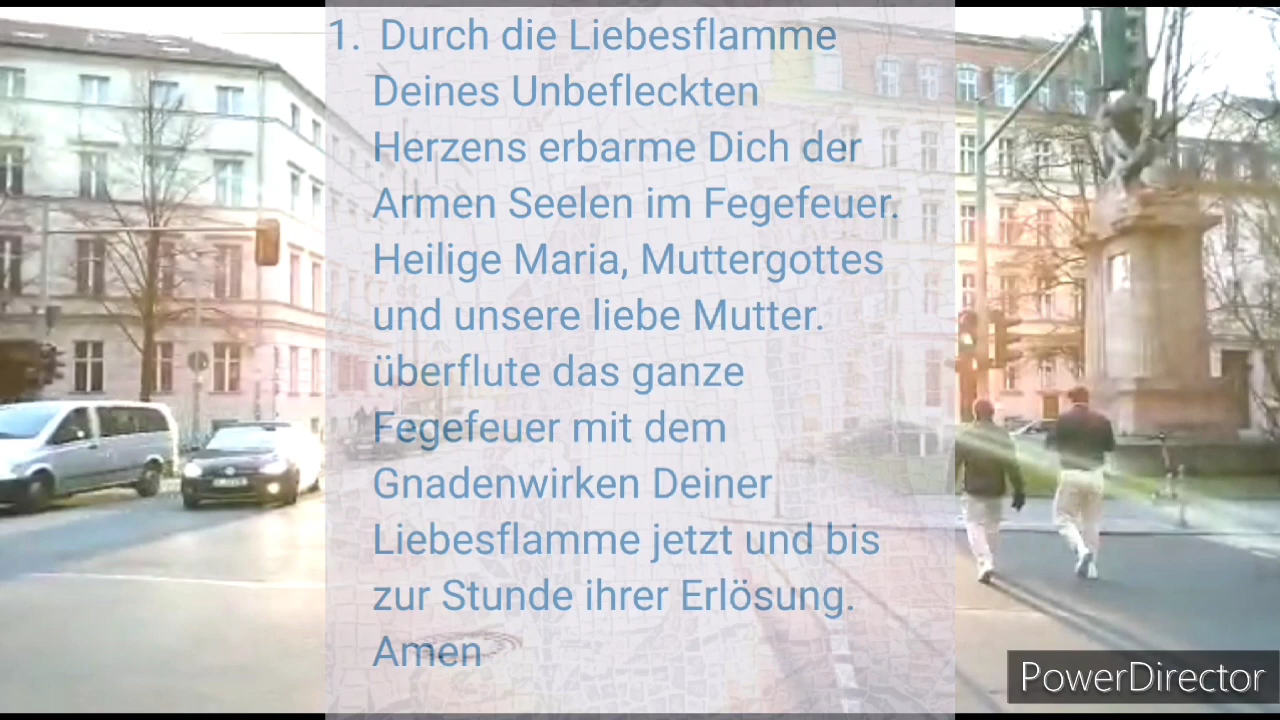 1. Durch die Liebesflamme
Deines Unbefleckten
Herzens erbarme Dich der
Armen Seelen im Fegefeuer.
Heilige Maria, Muttergottes
und unsere liebe Mutter.
überflute das ganze
Fegefeuer mit dem
Gnadenwirken Deiner
Liebesflamme jetzt und bis
zur Stunde ihrer Erlösung.
Amen
PowerDirector